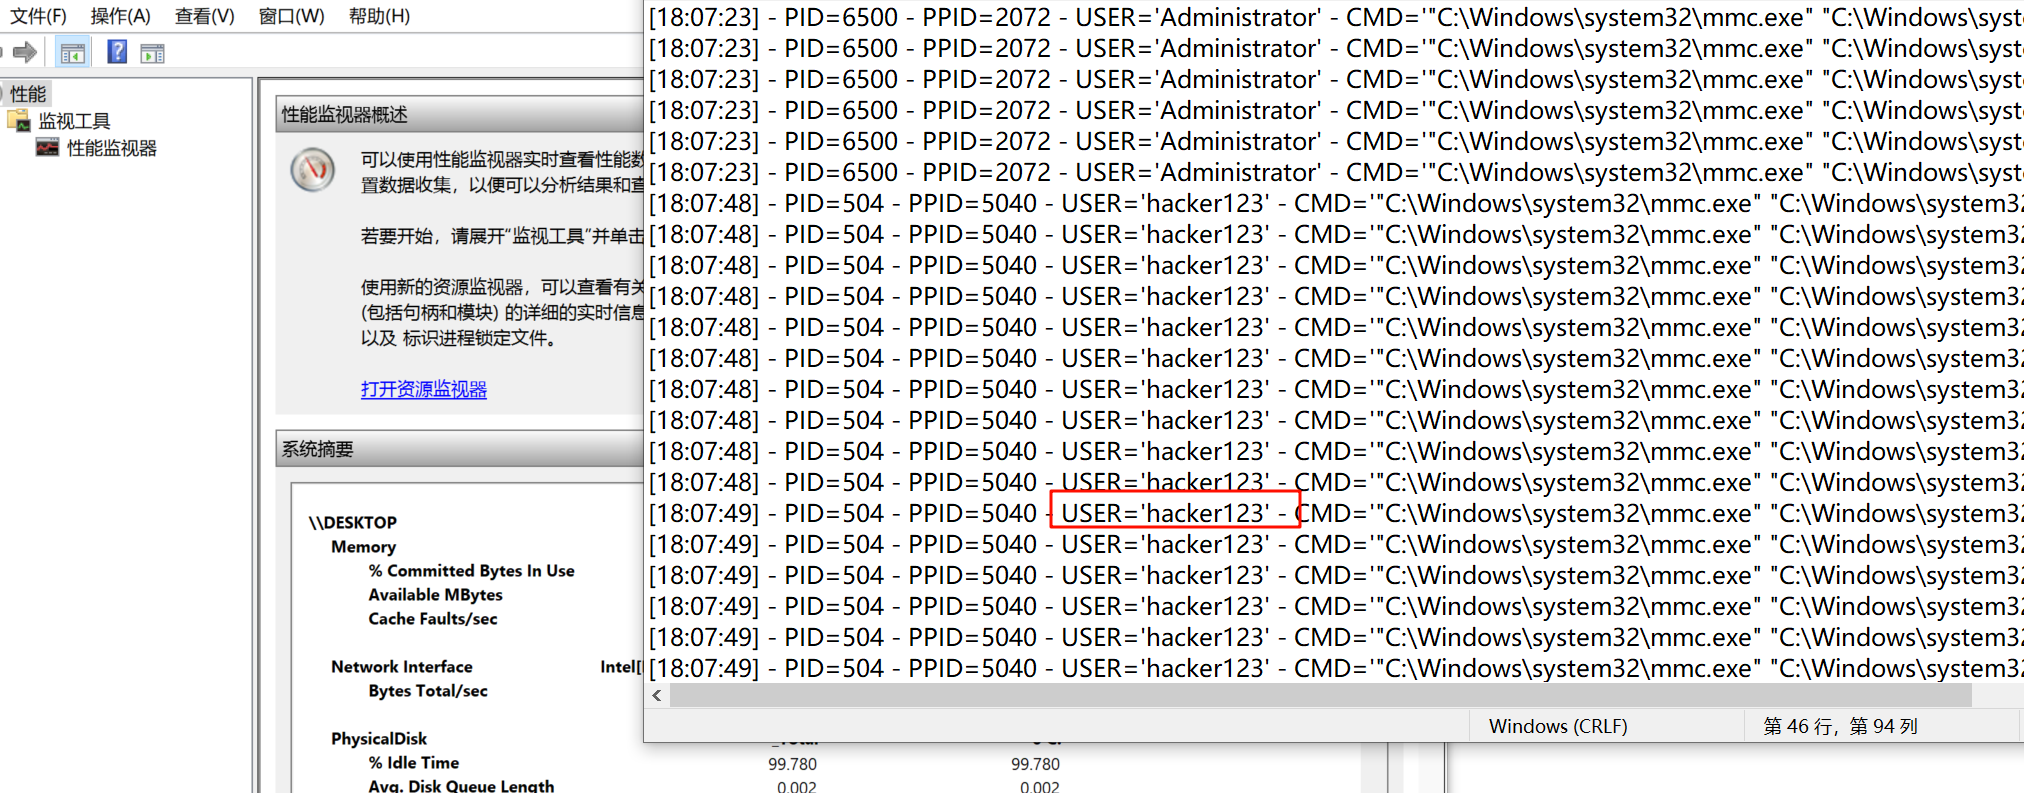 文件(F) 操作(A) 查看(V) 窗口(W) 帮助(H)
性能
监视工具
性能监视器
性能监视器概述
可以使用性能监视器实时查看性能数
置数据收集，以便可以分析结果和查
若要开始，请展开“监视工具”并单击
使用新的资源监视器，可以查看有关
(包括句柄和模块) 的详细的实时信息
以及 标识进程锁定文件。
打开资源监视器
系统摘要
\\DESKTOP
Memory
% Committed Bytes In Use
Available MBytes
Cache Faults/sec
Network Interface Intel[
Bytes Total/sec
PhysicalDisk
% Idle Time 99.780 99.780
Avg. Disk Queue Length 0.002 0.002
[18:07:23] - PID=6500 - PPID=2072 - USER='Administrator' - CMD='"C:\Windows\system32\mmc.exe" "C:\Windows\syst
[18:07:23] - PID=6500 - PPID=2072 - USER='Administrator' - CMD='"C:\Windows\system32\mmc.exe" "C:\Windows\syst
[18:07:23] - PID=6500 - PPID=2072 - USER='Administrator' - CMD='"C:\Windows\system32\mmc.exe" "C:\Windows\syst
[18:07:23] - PID=6500 - PPID=2072 - USER='Administrator' - CMD='"C:\Windows\system32\mmc.exe" "C:\Windows\syst
[18:07:23] - PID=6500 - PPID=2072 - USER='Administrator' - CMD='"C:\Windows\system32\mmc.exe" "C:\Windows\syst
[18:07:23] - PID=6500 - PPID=2072 - USER='Administrator' - CMD='"C:\Windows\system32\mmc.exe" "C:\Windows\syst
[18:07:48] - PID=504 - PPID=5040 - USER='hacker123' - CMD='"C:\Windows\system32\mmc.exe" "C:\Windows\system32
[18:07:48] - PID=504 - PPID=5040 - USER='hacker123' - CMD='"C:\Windows\system32\mmc.exe" "C:\Windows\system32
[18:07:48] - PID=504 - PPID=5040 - USER='hacker123' - CMD='"C:\Windows\system32\mmc.exe" "C:\Windows\system32
[18:07:48] - PID=504 - PPID=5040 - USER='hacker123' - CMD='"C:\Windows\system32\mmc.exe" "C:\Windows\system32
[18:07:48] - PID=504 - PPID=5040 - USER='hacker123' - CMD='"C:\Windows\system32\mmc.exe" "C:\Windows\system32
[18:07:48] - PID=504 - PPID=5040 - USER='hacker123' - CMD='"C:\Windows\system32\mmc.exe" "C:\Windows\system32
[18:07:48] - PID=504 - PPID=5040 - USER='hacker123' - CMD='"C:\Windows\system32\mmc.exe" "C:\Windows\system32
[18:07:48] - PID=504 - PPID=5040 - USER='hacker123' - CMD='"C:\Windows\system32\mmc.exe" "C:\Windows\system32
[18:07:48] - PID=504 - PPID=5040 - USER='hacker123' - CMD='"C:\Windows\system32\mmc.exe" "C:\Windows\system32
[18:07:48] - PID=504 - PPID=5040 - USER='hacker123' - CMD='"C:\Windows\system32\mmc.exe" "C:\Windows\system32
[18:07:49] - PID=504 - PPID=5040 - USER='hacker123' - CMD='"C:\Windows\system32\mmc.exe" "C:\Windows\system32
[18:07:49] - PID=504 - PPID=5040 - USER='hacker123' - CMD='"C:\Windows\system32\mmc.exe" "C:\Windows\system32
[18:07:49] - PID=504 - PPID=5040 - USER='hacker123' - CMD='"C:\Windows\system32\mmc.exe" "C:\Windows\system32
[18:07:49] - PID=504 - PPID=5040 - USER='hacker123' - CMD='"C:\Windows\system32\mmc.exe" "C:\Windows\system32
[18:07:49] - PID=504 - PPID=5040 - USER='hacker123' - CMD='"C:\Windows\system32\mmc.exe" "C:\Windows\system32
[18:07:49] - PID=504 - PPID=5040 - USER='hacker123' - CMD='"C:\Windows\system32\mmc.exe" "C:\Windows\system32
Windows (CRLF) 第 46 行，第 94 列